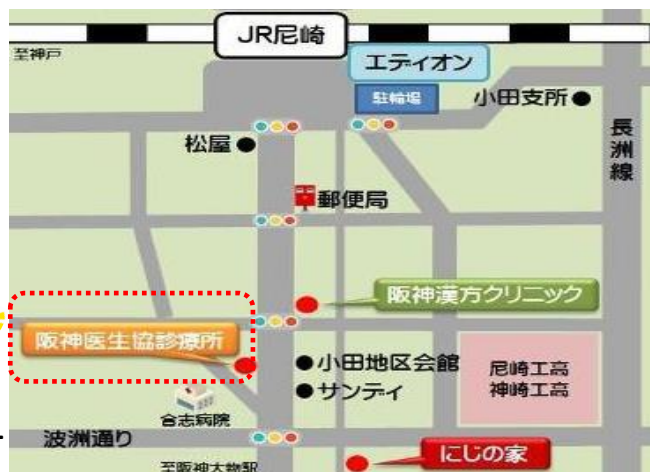 JR尼崎
至神戸
エディオン
駐輪場
小田支所
長洲線
松屋
郵便局
阪神漢方クリニック
阪神医生協診療所
小田地区会館
サンディ
尼崎工高
神崎工高
合志病院
波洲通り
にじの家
至阪神大物駅